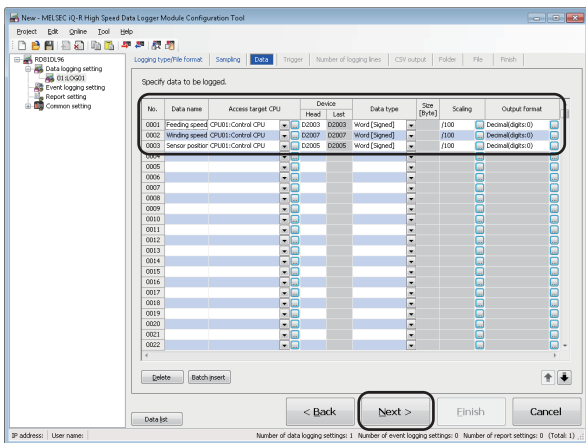 New - MELSEC iQ-R High Speed Data Logger Module Configuration Tool
Project Edit Online Tool Help
RD81DL96
Data logging setting
01:LOG01
Event logging setting
Report setting
Common setting
Logging type/File format Sampling Data Trigger Number of logging lines CSV output Folder File Finish
Specify data to be logged.
No. Data name Access target CPU Device Data type Size [Byte] Scaling Output format
Head Last
0001 Feeding speed CPU01:Control CPU D2003 D2003 Word [Signed] /100 Decimal(digits:0)
0002 Winding speed CPU01:Control CPU D2007 D2007 Word [Signed] /100 Decimal(digits:0)
0003 Sensor position CPU01:Control CPU D2005 D2005 Word [Signed] /100 Decimal(digits:0)
0004
0005
0006
0007
0008
0009
0010
0011
0012
0013
0014
0015
0016
0017
0018
0019
0020
0021
0022
Delete Batch insert
Data list < Back Next > Finish Cancel
IP address: User name: Number of data logging settings: 1 Number of event logging settings: 0 Number of report settings: 0 (Total: 1)